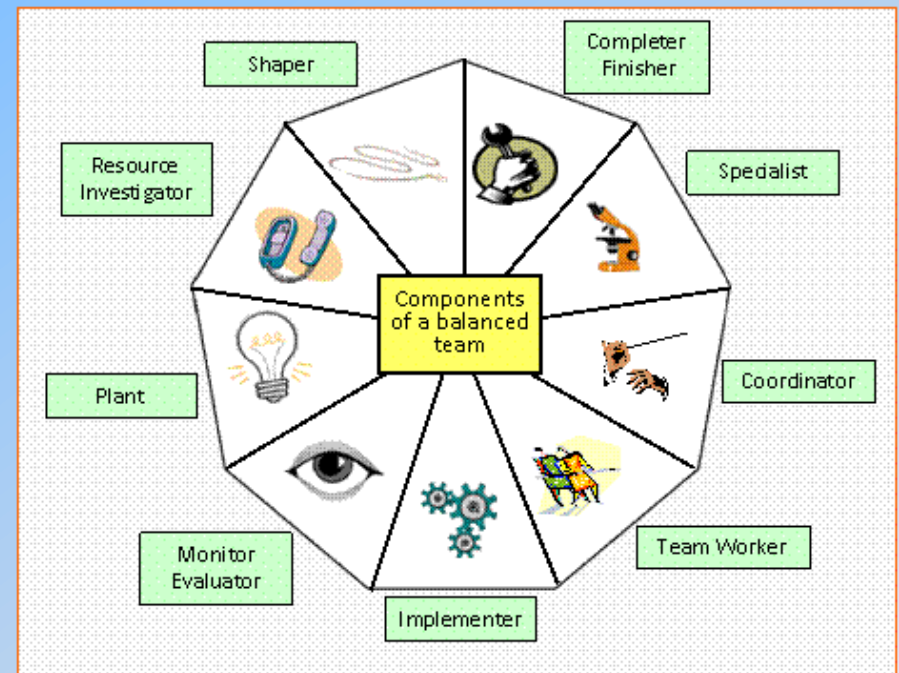 Shaper
Completer
Finisher
Resource
Investigator
Specialist
Components
of a balanced
team
Plant
Coordinator
Monitor
Evaluator
Team Worker
Implementer